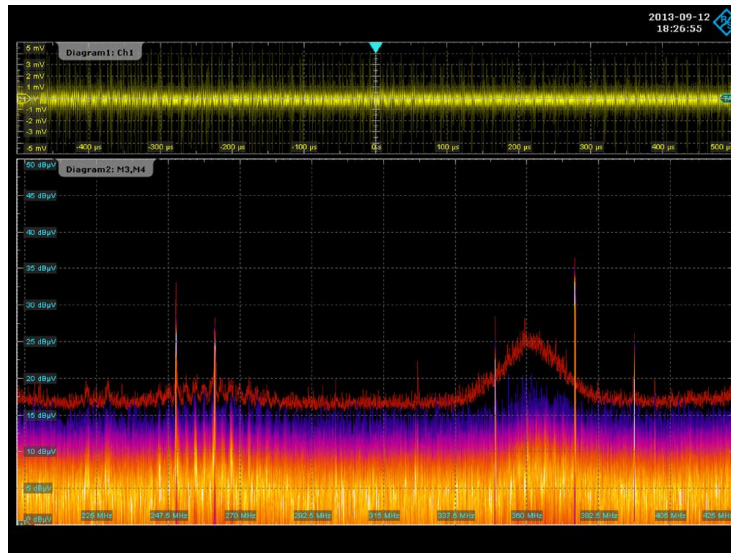 2013-09-12
18:26:55
5 mV
Diagram1: Ch1
3 mV
2 mV
1 mV
-1 mV
-2 mV
-3 mV
-5 mV
-400 µs
-300 µs
-200 µs
-100 µs
0 s
100 µs
200 µs
300 µs
400 µs
500 µs
50 dBµV
Diagram2: M3,M4
45 dBµV
40 dBµV
35 dBµV
30 dBµV
25 dBµV
20 dBµV
15 dBµV
10 dBµV
5 dBµV
0 dBµV
225 MHz
247.5 MHz
270 MHz
292.5 MHz
315 MHz
337.5 MHz
360 MHz
382.5 MHz
405 MHz
425 MHz